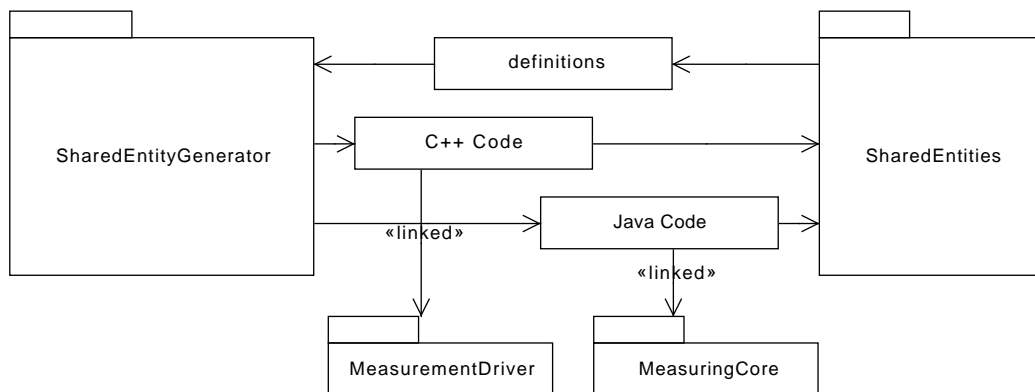 definitions
C++ Code
SharedEntityGenerator
SharedEntities
Java Code
«linked»
«linked»
MeasurementDriver
MeasuringCore